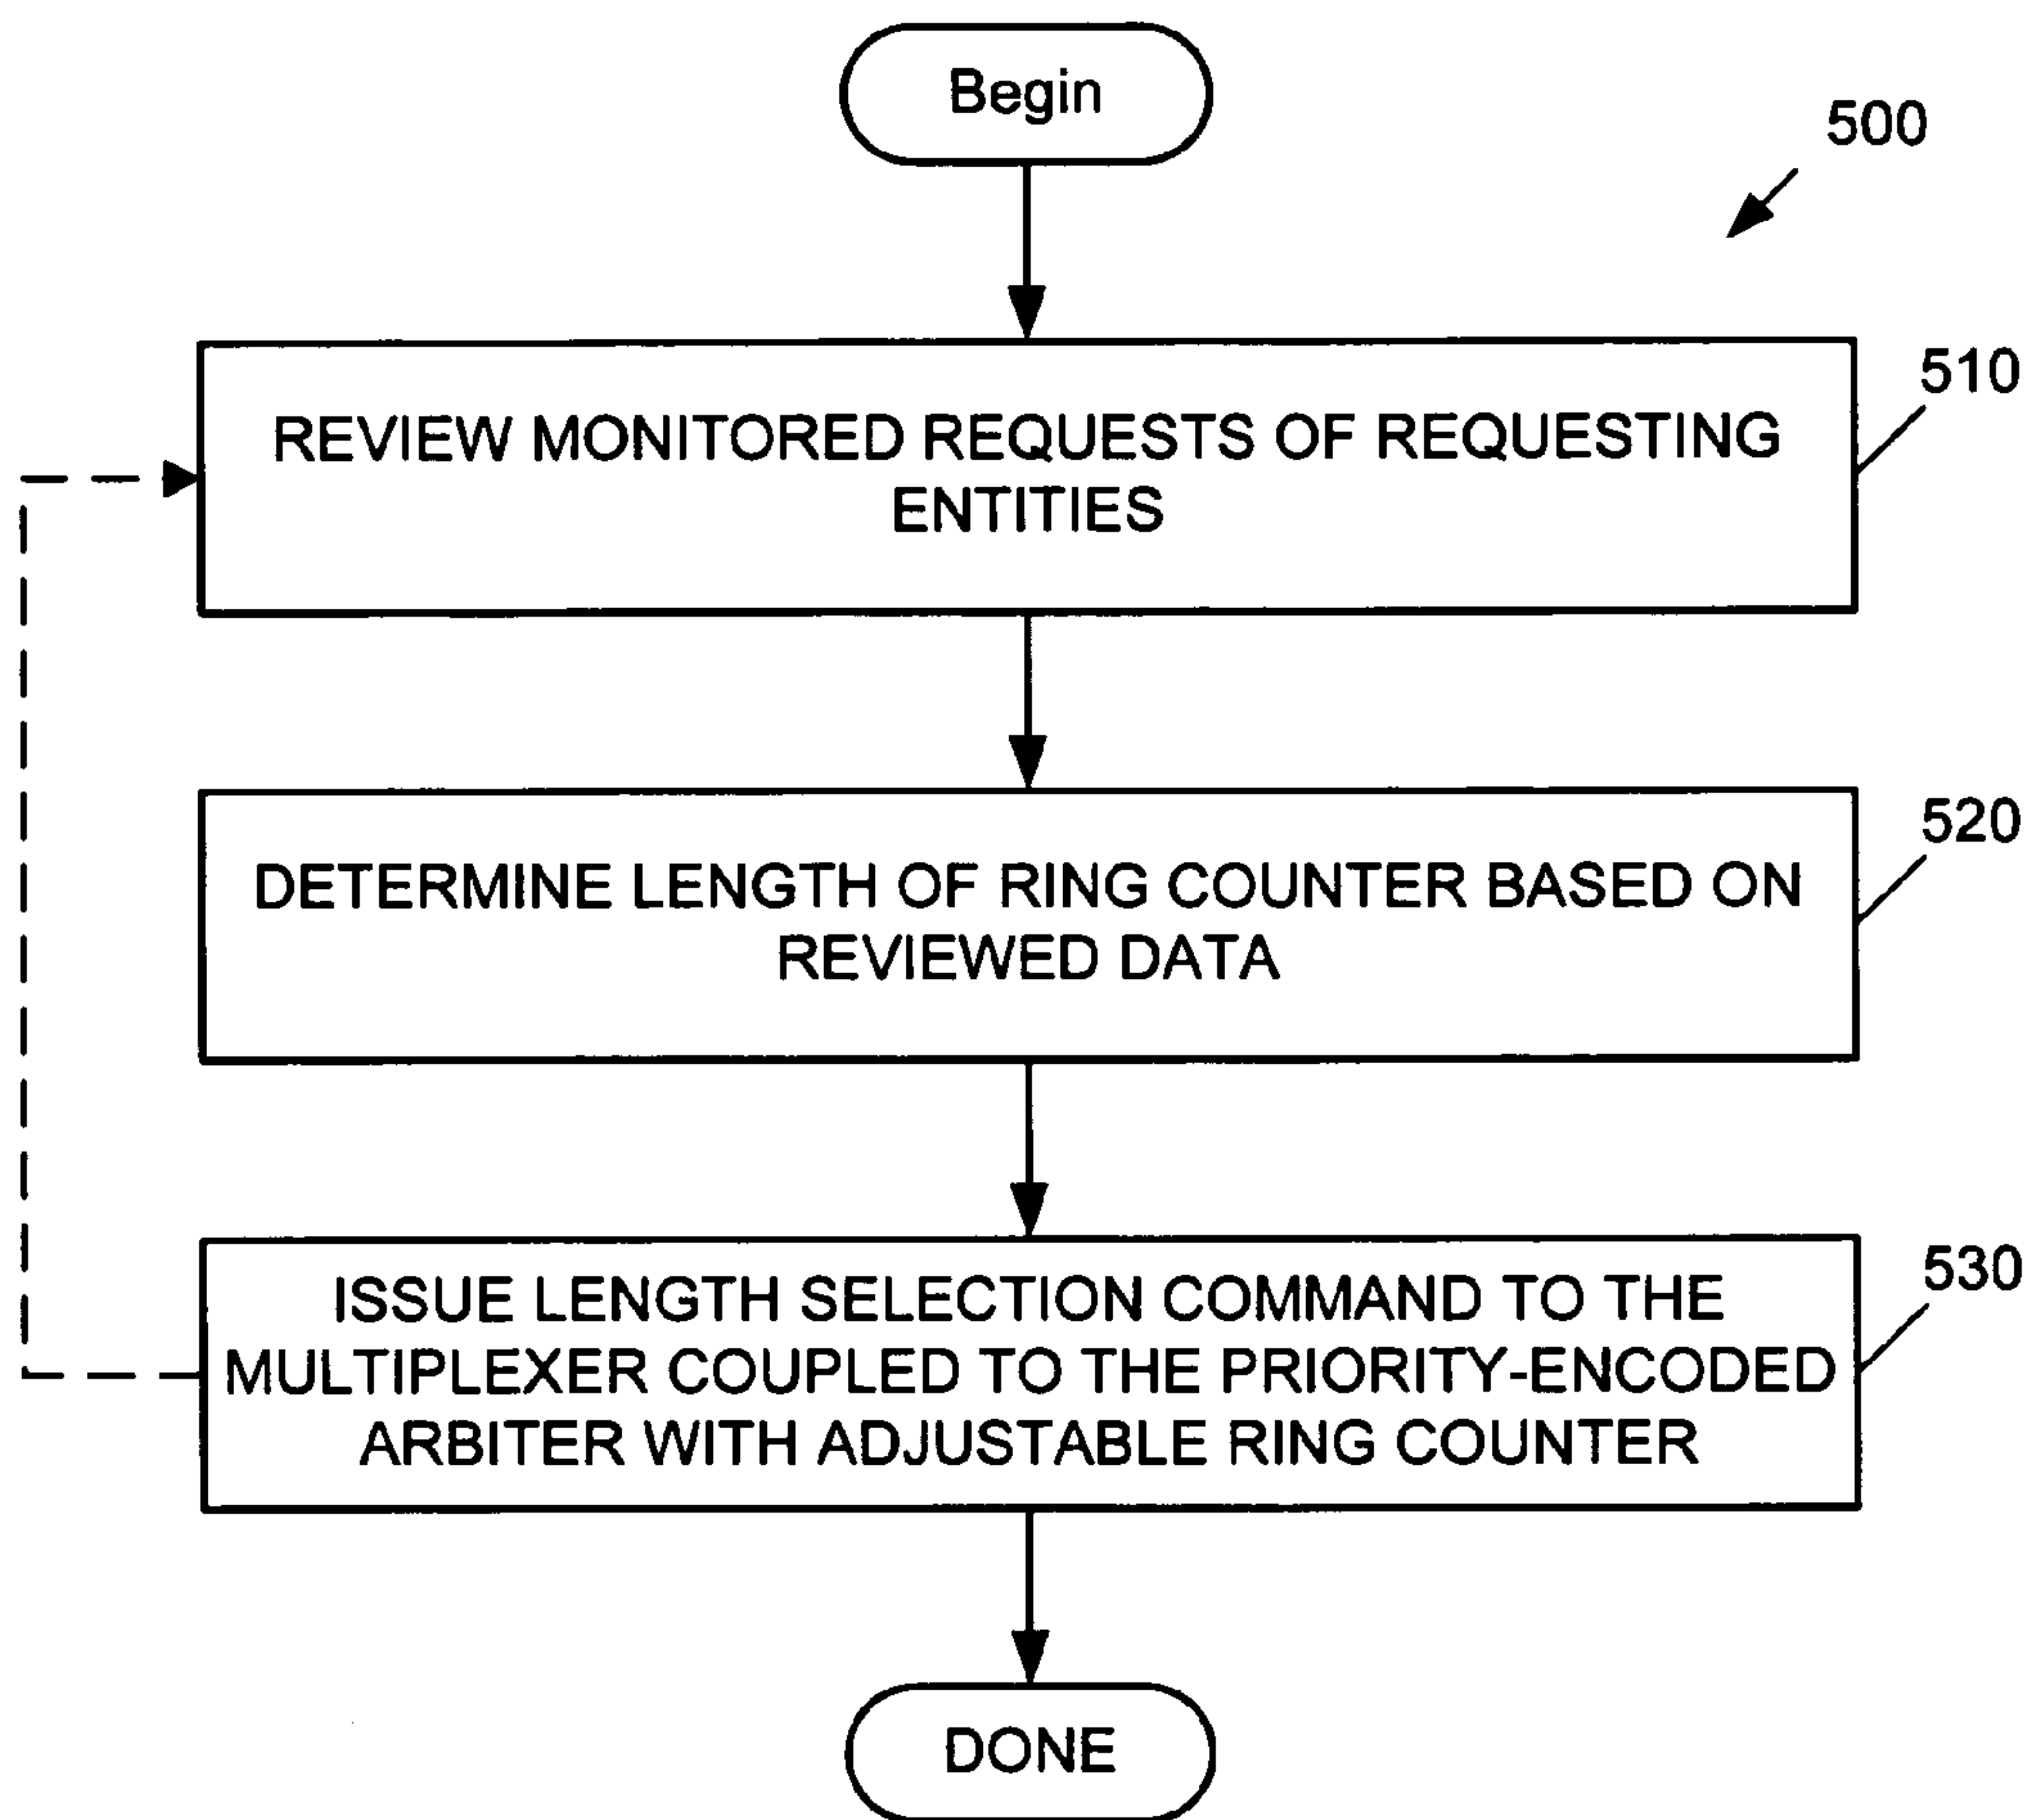 Begin
500
510
REVIEW MONITORED REQUESTS OF REQUESTING
ENTITIES
520
DETERMINE LENGTH OF RING COUNTER BASED ON
REVIEWED DATA
530
ISSUE LENGTH SELECTION COMMAND TO THE
MULTIPLEXER COUPLED TO THE PRIORITY-ENCODED
ARBITER WITH ADJUSTABLE RING COUNTER
DONE